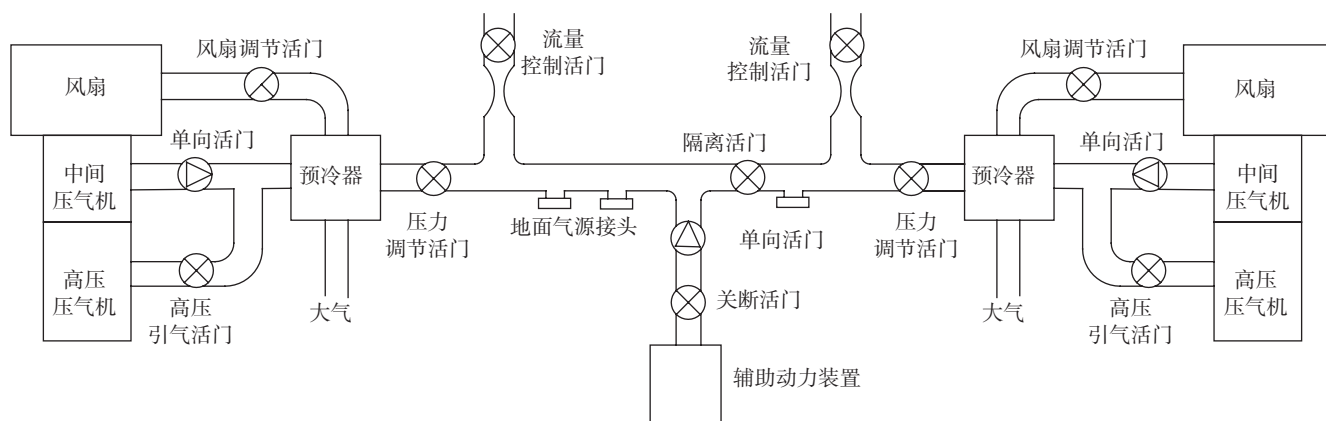 风扇调节活门
流量
控制活门
流量
控制活门
风扇调节活门
风扇
风扇
单向活门
隔离活门
单向活门
中间
压气机
预冷器
预冷器
中间
压气机
压力
调节活门
地面气源接头
单向活门
压力
调节活门
高压
压气机
高压
引气活门
大气
关断活门
大气
高压
引气活门
高压
压气机
辅助动力装置